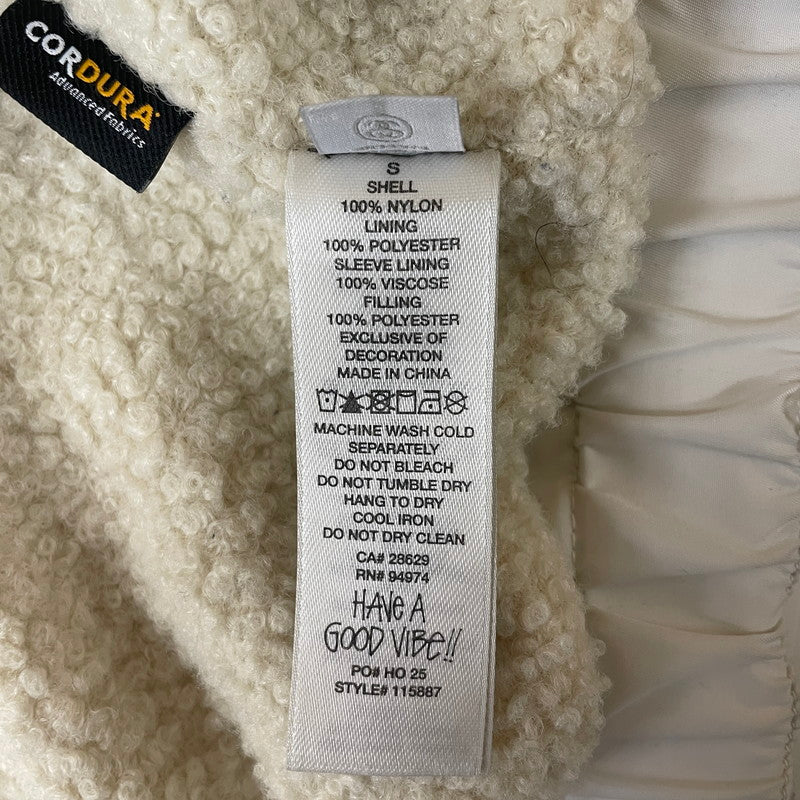 CORDURA
Advanced Fabrics
S
SHELL
100% NYLON
LINING
100% POLYESTER
SLEEVE LINING
100% VISCOSE
FILLING
100% POLYESTER
EXCLUSIVE OF
DECORATION
MADE IN CHINA
MACHINE WASH COLD
SEPARATELY
DO NOT BLEACH
DO NOT TUMBLE DRY
HANG TO DRY
COOL IRON
DO NOT DRY CLEAN
CA# 28629
RN# 94974
HAVE A
GOOD VIBE!!
PO# HO 25
STYLE# 115887